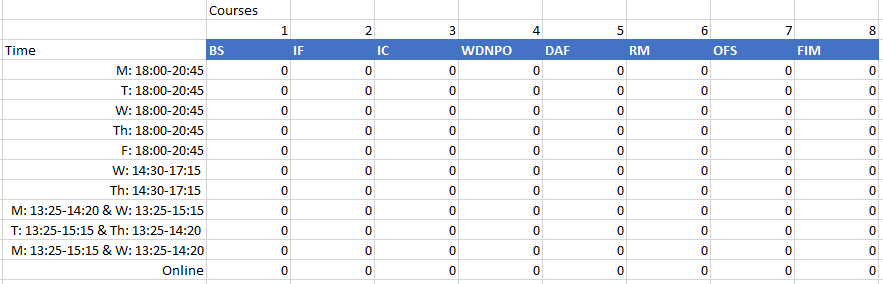 Courses
1 2 3 4 5 6 7 8
Time BS IF IC WDNPO DAF RM OFS FIM
M: 18:00-20:45 0 0 0 0 0 0 0 0
T: 18:00-20:45 0 0 0 0 0 0 0 0
W: 18:00-20:45 0 0 0 0 0 0 0 0
Th: 18:00-20:45 0 0 0 0 0 0 0 0
F: 18:00-20:45 0 0 0 0 0 0 0 0
W: 14:30-17:15 0 0 0 0 0 0 0 0
Th: 14:30-17:15 0 0 0 0 0 0 0 0
M: 13:25-14:20 & W: 13:25-15:15 0 0 0 0 0 0 0 0
T: 13:25-15:15 & Th: 13:25-14:20 0 0 0 0 0 0 0 0
M: 13:25-15:15 & W: 13:25-14:20 0 0 0 0 0 0 0 0
Online 0 0 0 0 0 0 0 0